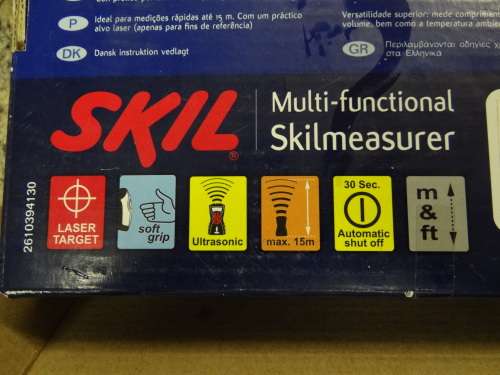 P
Ideal para medições rápidas até 15 m. Com um práctico
alvo laser (apenas para fins de referência)
DK
Dansk instruktion vedlagt
Versatilidade superior: mede comprimen
volume, bem como a temperatura ambien
GR
Περιλαμβάνονται οδηγίες χ
στα Ελληνικα
SKIL®
Multi-functional
Skilmeasurer
2610394130
LASER
TARGET
soft
grip
Ultrasonic
max. 15m
30 Sec.
Automatic
shut off
m
&
ft